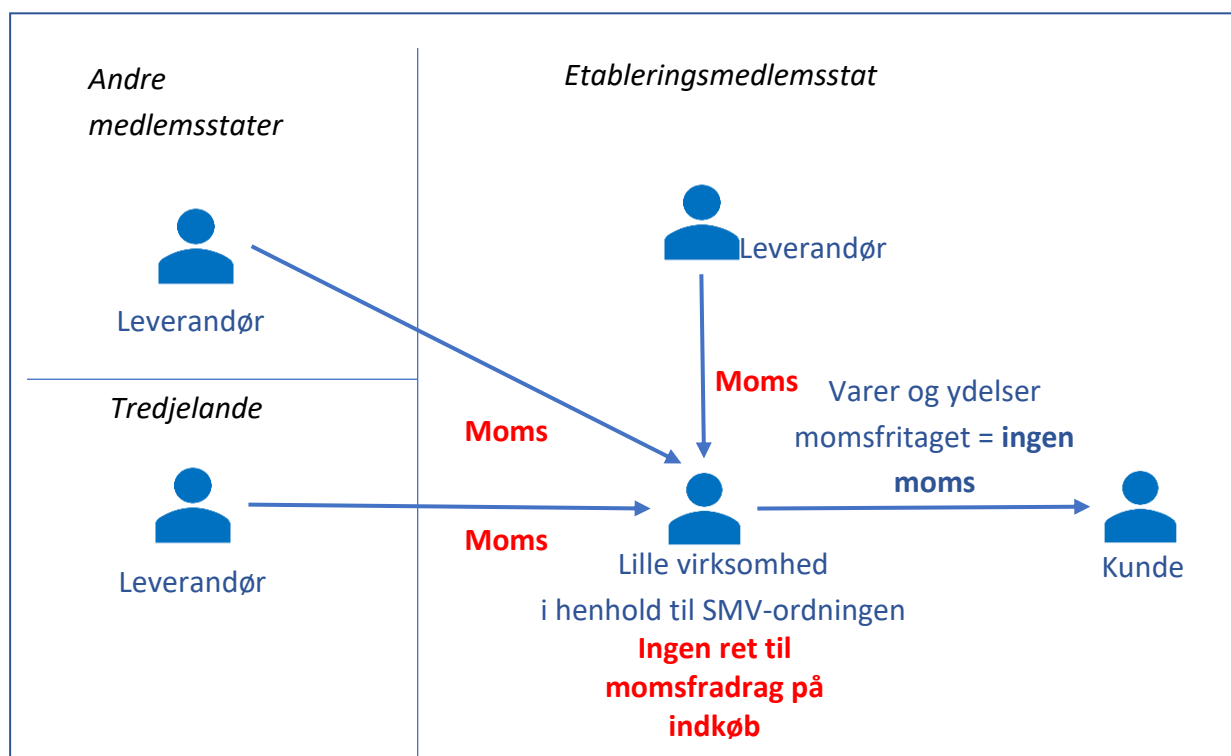 Andre
medlemsstater
Leverandør
Tredjelande
Leverandør
Etableringsmedlemsstat
Leverandør
Moms
Moms
Moms
Varer og ydelser
momsfritaget = ingen
moms
Lille virksomhed
i henhold til SMV-ordningen
Ingen ret til
momsfradrag på
indkøb
Kunde